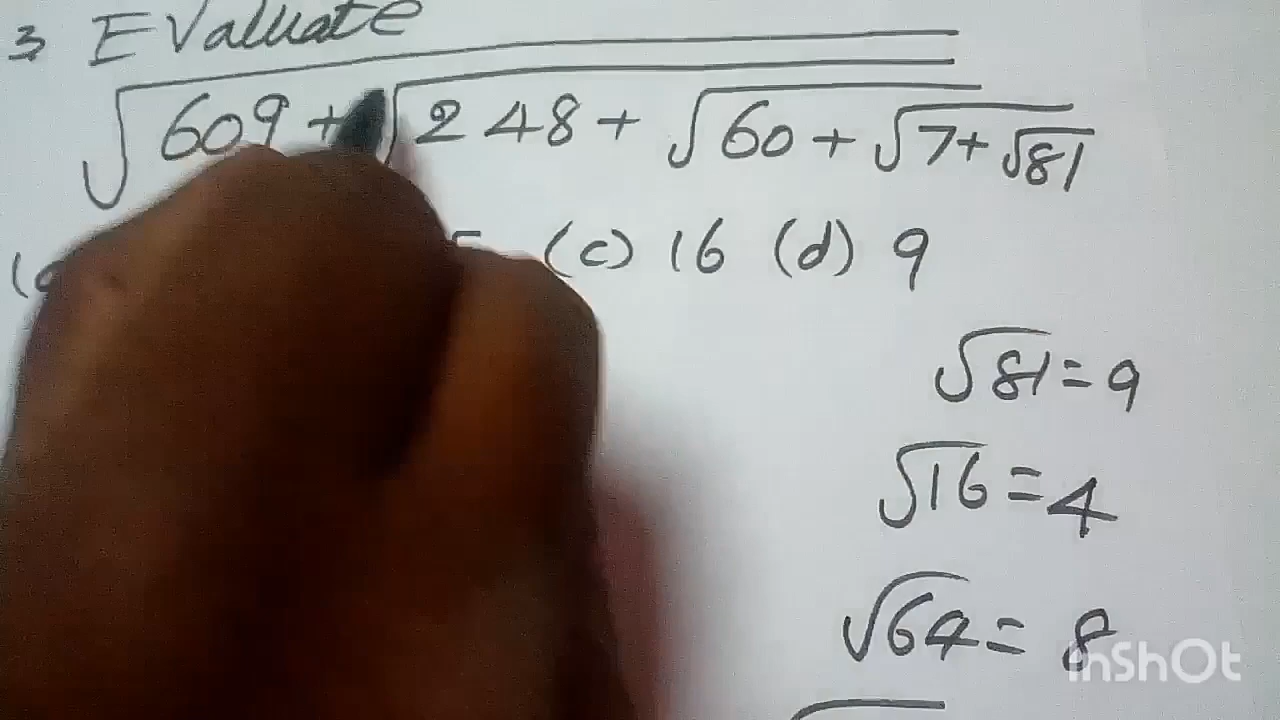 3, Evaluate
√609 + √248 + √60 + √7 + √81
(c) 16 (d) 9
√81 = 9
√16 = 4
√64 = 8
InShOt